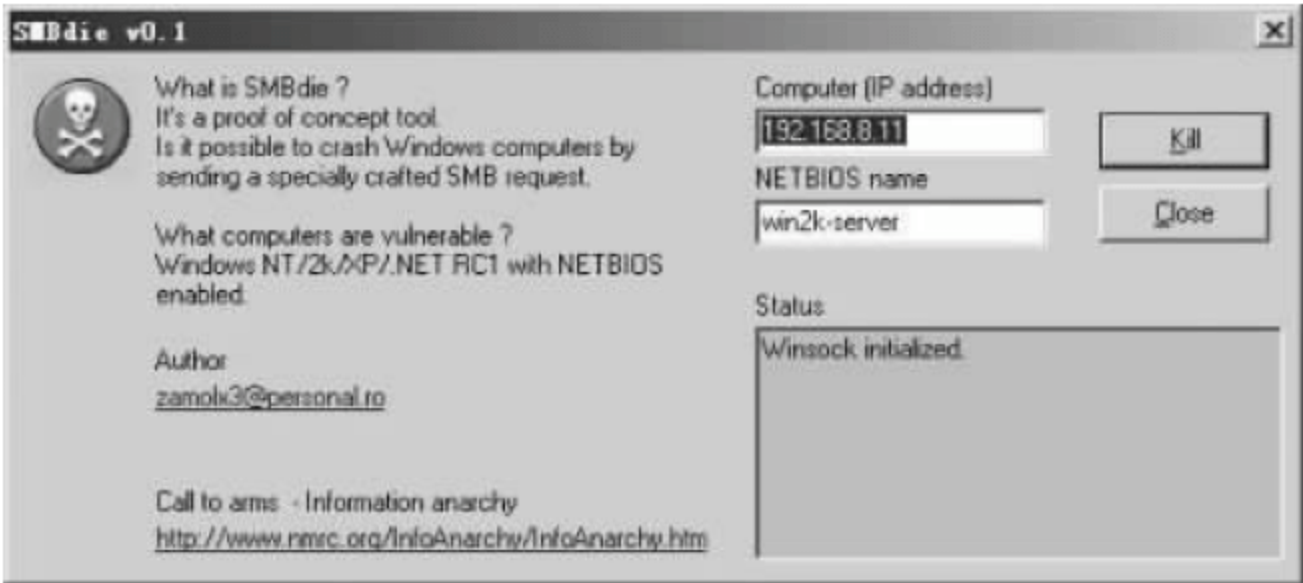 SMBdie v0.1
What is SMBdie ?
It's a proof of concept tool.
Is it possible to crash Windows computers by
sending a specially crafted SMB request.
What computers are vulnerable ?
Windows NT/2k/XP/.NET RC1 with NETBIOS
enabled.
Author
zamolx3@personal.ro
Call to arms - Information anarchy
http://www.nmrc.org/InfoAnarchy/InfoAnarchy.htm
Computer (IP address)
192.168.8.11
Kill
NETBIOS name
win2k-server
Close
Status
Winsock initialized.